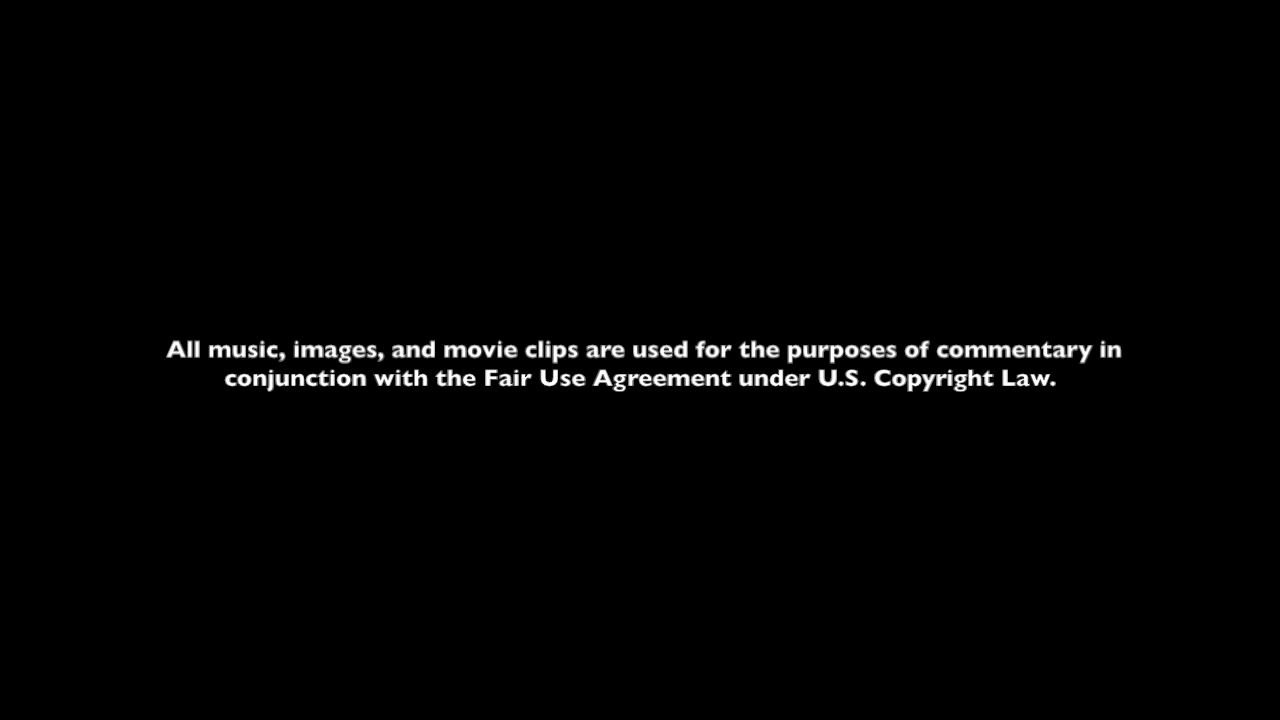 All music, images, and movie clips are used for the purposes of commentary in
conjunction with the Fair Use Agreement under U.S. Copyright Law.